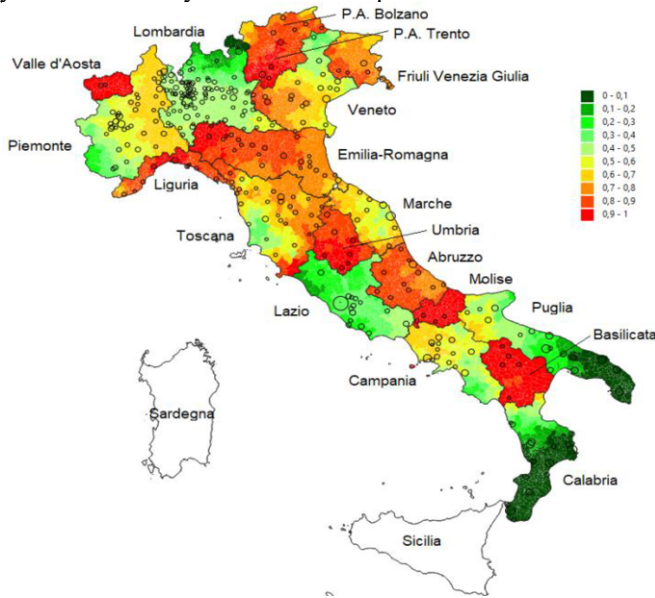 P.A. Bolzano
Lombardia
P.A. Trento
Valle d'Aosta
Friuli Venezia Giulia
Veneto
Piemonte
Emilia-Romagna
Liguria
Marche
Toscana
Umbria
Abruzzo
Molise
Lazio
Puglia
Basilicata
Campania
Sardegna
Calabria
Sicilia
0 - 0,1
0,1 - 0,2
0,2 - 0,3
0,3 - 0,4
0,4 - 0,5
0,5 - 0,6
0,6 - 0,7
0,7 - 0,8
0,8 - 0,9
0,9 - 1